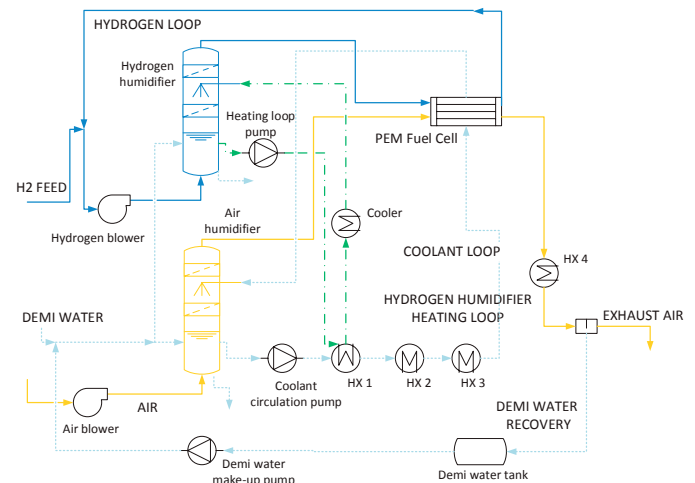 HYDROGEN LOOP
Hydrogen
humidifier
Heating loop
pump
PEM Fuel Cell
H2 FEED
Hydrogen blower
Air
humidifier
Cooler
COOLANT LOOP
HX 4
HYDROGEN HUMIDIFIER
HEATING LOOP
EXHAUST AIR
DEMI WATER
HX 1
HX 2
HX 3
Coolant
circulation pump
AIR
Air blower
DEMI WATER
RECOVERY
Demi water
make-up pump
Demi water tank